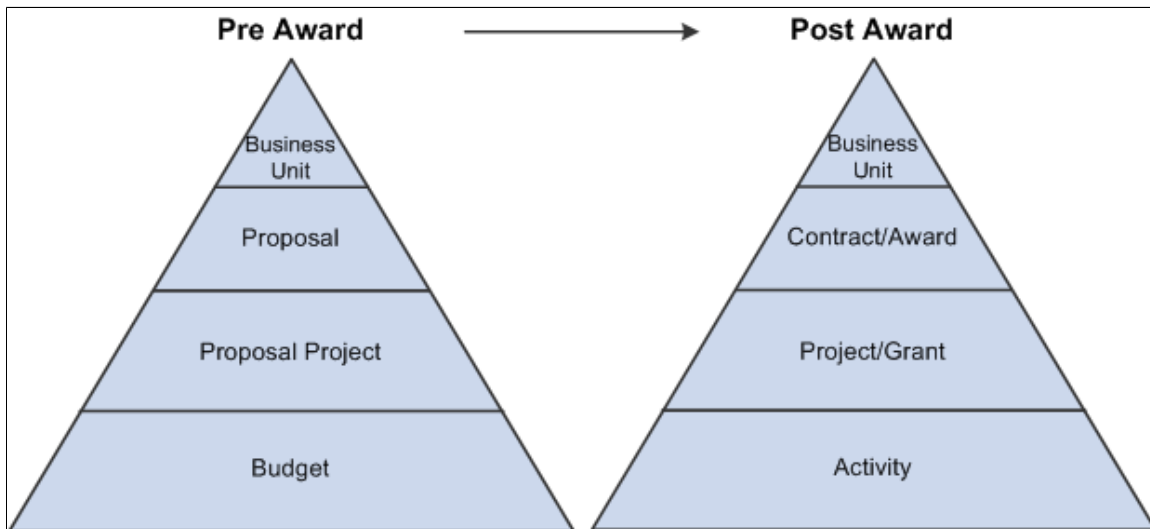 Pre Award
Post Award
Business
Unit
Proposal
Proposal Project
Budget
Business
Unit
Contract/Award
Project/Grant
Activity